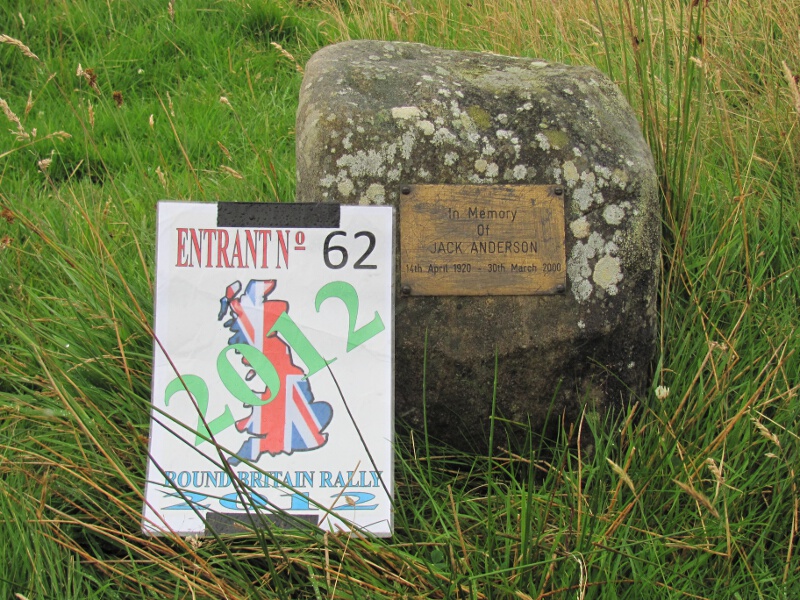 ENTRANT Nº 62
2012
ROUND BRITAIN RALLY
2012
In Memory
Of
JACK ANDERSON
14th April 1920 - 30th March 2000